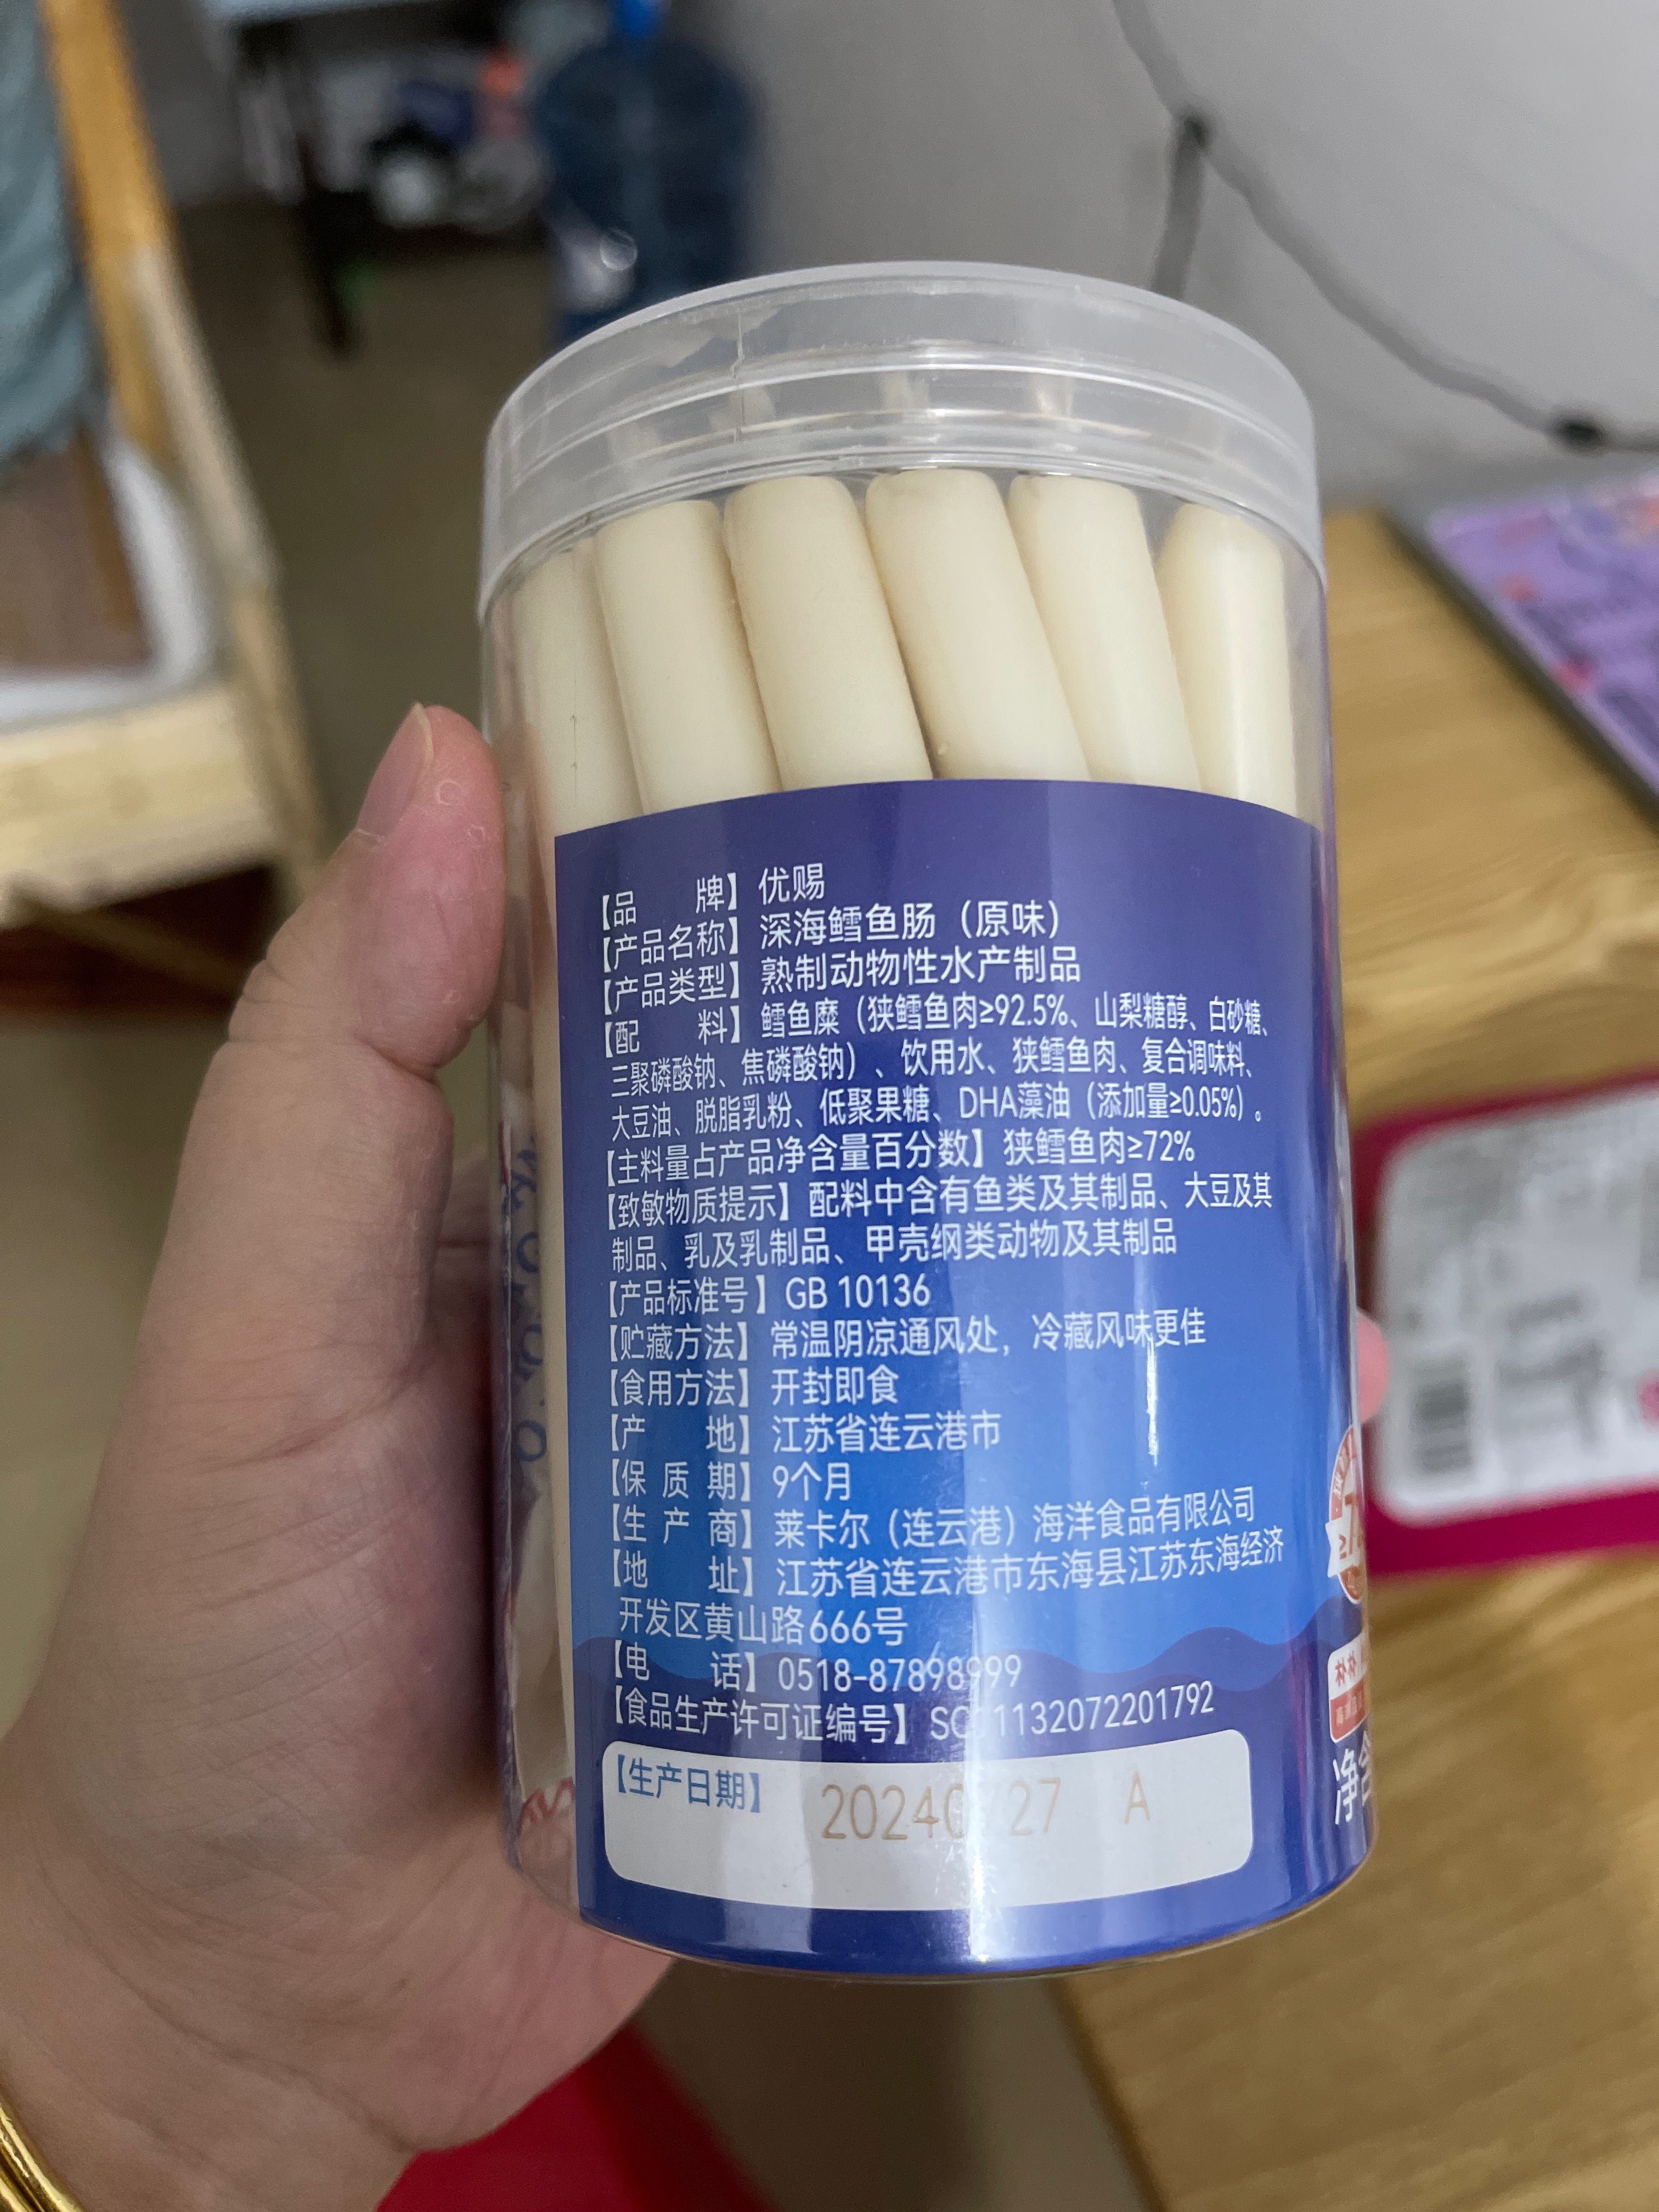 【品 牌】优赐
【产品名称】深海鳕鱼肠（原味）
【产品类型】熟制动物性水产制品
【配 料】鳕鱼糜（狭鳕鱼肉≥92.5%、山梨糖醇、白砂糖、
三聚磷酸钠、焦磷酸钠）、饮用水、狭鳕鱼肉、复合调味料、
大豆油、脱脂乳粉、低聚果糖、DHA藻油（添加量≥0.05%）。
【主料量占产品净含量百分数】狭鳕鱼肉≥72%
【致敏物质提示】配料中含有鱼类及其制品、大豆及其
制品、乳及乳制品、甲壳纲类动物及其制品
【产品标准号】GB 10136
【贮藏方法】常温阴凉通风处，冷藏风味更佳
【食用方法】开封即食
【产 地】江苏省连云港市
【保 质 期】9个月
【生 产 商】莱卡尔（连云港）海洋食品有限公司
【地 址】江苏省连云港市东海县江苏东海经济
开发区黄山路666号
【电 话】0518-87898999
【食品生产许可证编号】
【生产日期】 A
净